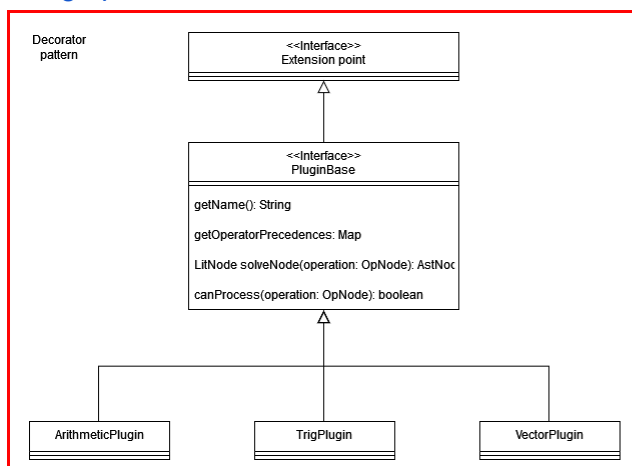 Decorator
pattern
<<Interface>>
Extension point
<<Interface>>
PluginBase
getName(): String
getOperatorPrecedences: Map
LitNode solveNode(operation: OpNode): AstNoc
canProcess(operation: OpNode): boolean
ArithmeticPlugin
TrigPlugin
VectorPlugin